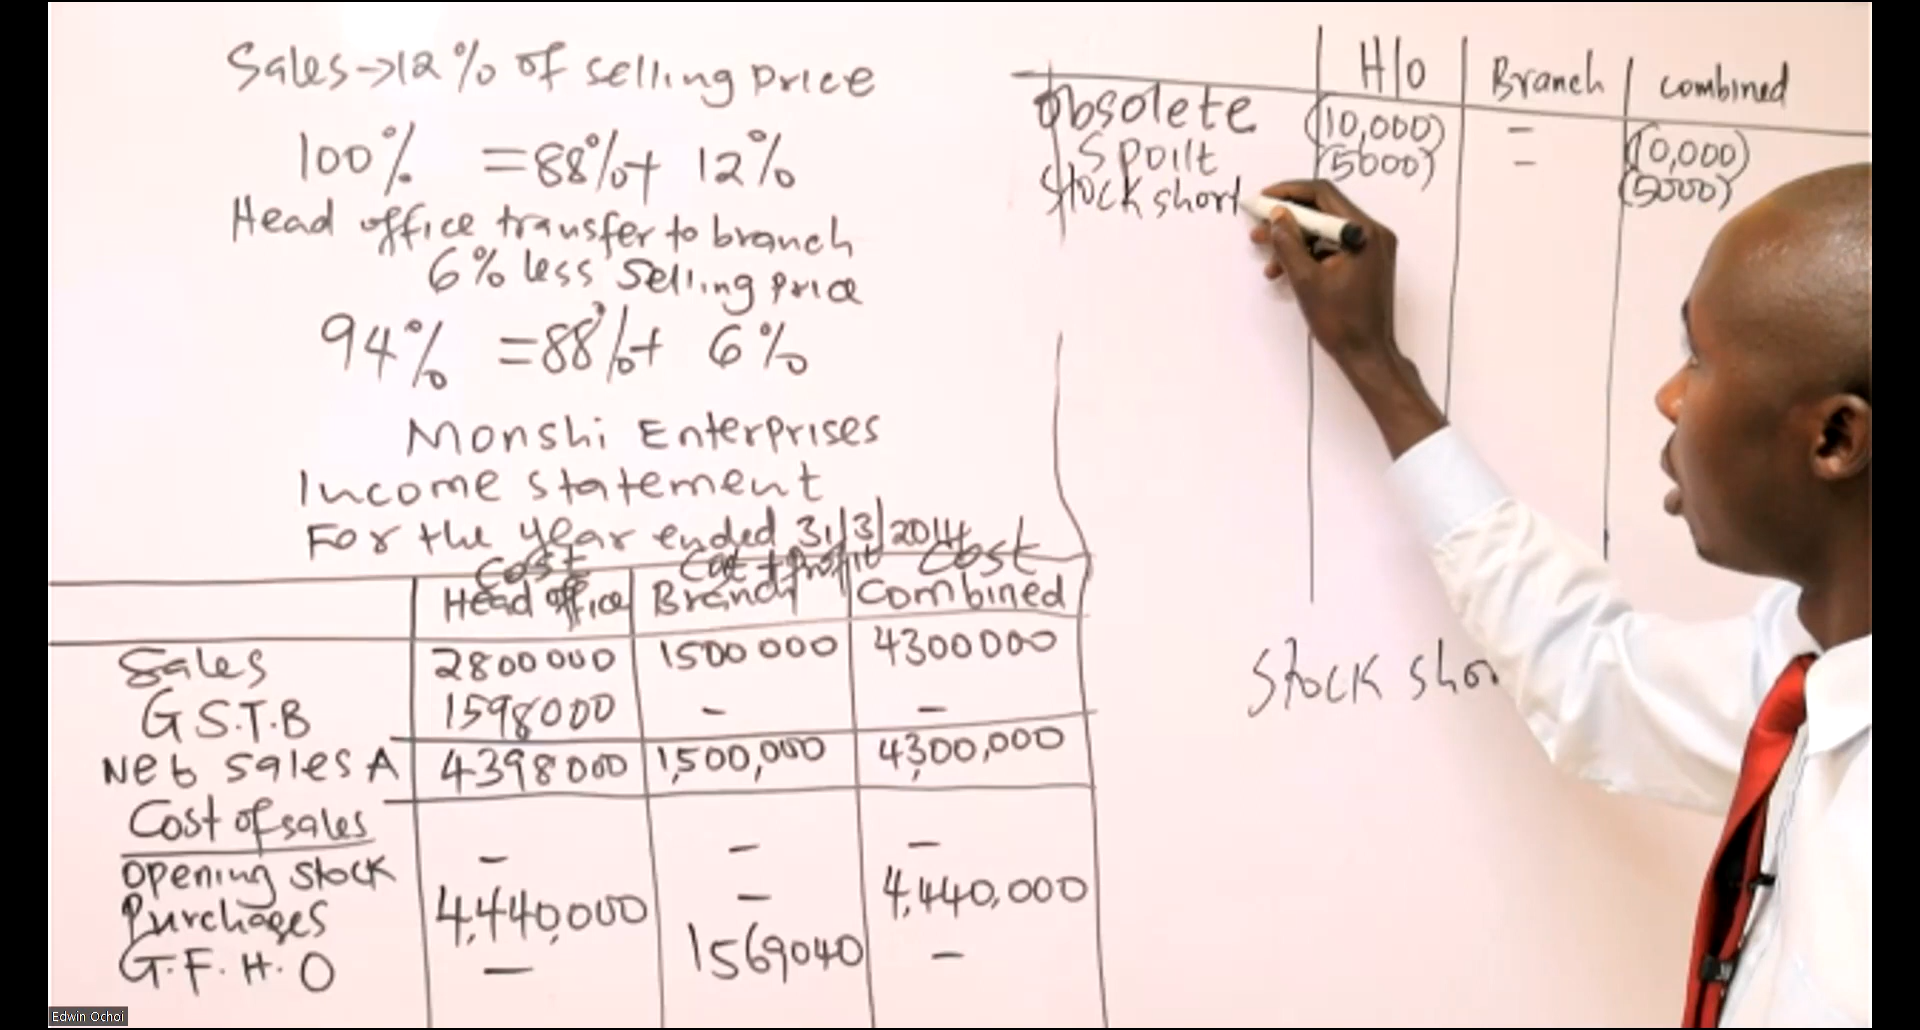 Sales→12% of selling price
100% = 88% + 12%
Head office transfer to branch
6% less selling price
94% = 88% + 6%
Monshi Enterprises
Income statement
For the year ended 31/3/2014
Cost Cost + profit Cost
Head office Branch Combined
Sales 2800000 1500000 4300000
G.S.T.B 1598000 - -
Net sales A 4398000 1,500,000 4,300,000
Cost of sales
Opening stock - - -
Purchases 4,440,000 - 4,440,000
G.F.H.O - 1569040 -
H/O Branch Combined
Obsolete (10,000) - (10,000)
Spoilt (5000) - (5000)
Stock short
Stock shor
Edwin Ochoi